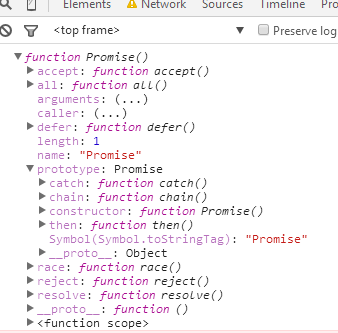 Elements Network Sources Timeline
<top frame> Preserve log
function Promise()
accept: function accept()
all: function all()
arguments: (...)
caller: (...)
defer: function defer()
length: 1
name: "Promise"
prototype: Promise
catch: function catch()
chain: function chain()
constructor: function Promise()
then: function then()
Symbol(Symbol.toStringTag): "Promise"
__proto__: Object
race: function race()
reject: function reject()
resolve: function resolve()
__proto__: function ()
<function scope>